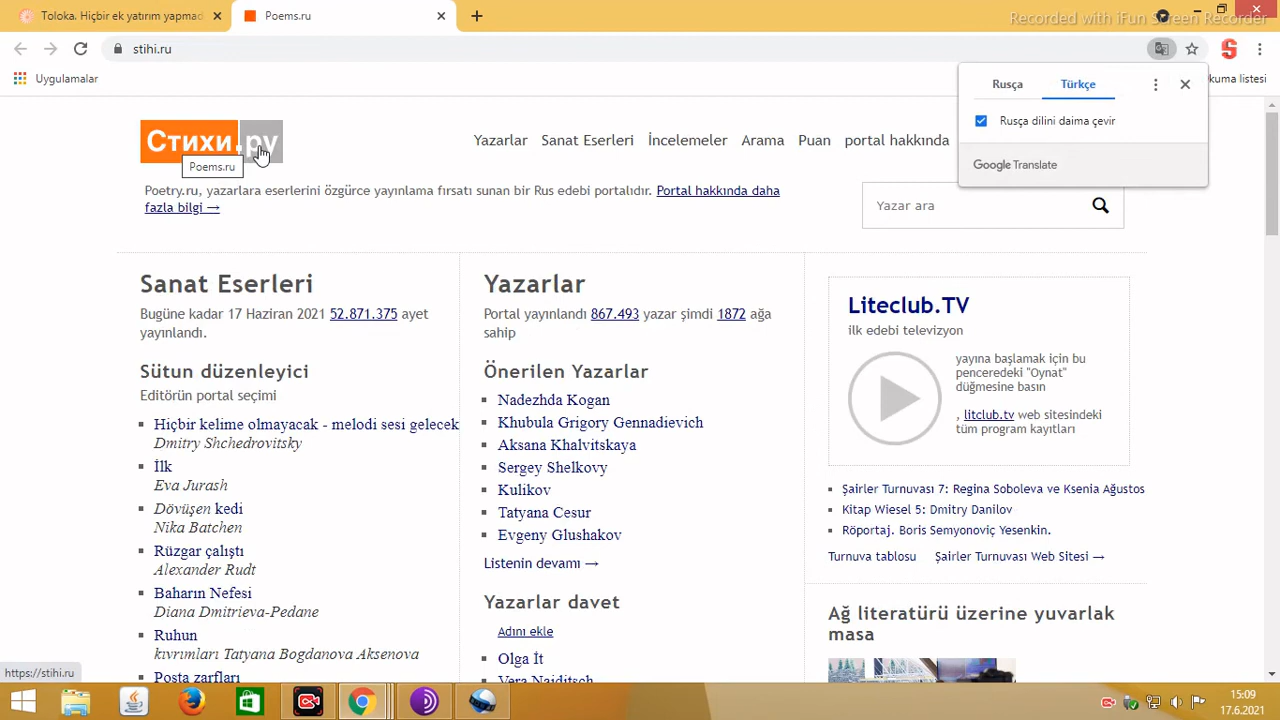 Toloka. Hiçbir ek yatırım yapmad
Poems.ru
Recorded with iFun Screen Recorder
stihi.ru
Uygulamalar
kuma listesi
Rusça
Türkçe
Rusça dilini daima çevir
Google Translate
Стихи.ру
Poems.ru
Yazarlar
Sanat Eserleri
İncelemeler
Arama
Puan
portal hakkında
Poetry.ru, yazarlara eserlerini özgürce yayınlama fırsatı sunan bir Rus edebi portalıdır. Portal hakkında daha
fazla bilgi →
Yazar ara
Sanat Eserleri
Bugüne kadar 17 Haziran 2021 52.871.375 ayet
yayınlandı.
Sütun düzenleyici
Editörün portal seçimi
Hiçbir kelime olmayacak - melodi sesi gelecek
Dmitry Shchedrovitsky
İlk
Eva Jurash
Dövüşen kedi
Nika Batchen
Rüzgar çalıştı
Alexander Rudt
Baharın Nefesi
Diana Dmitrieva-Pedane
Ruhun
kıvrımları Tatyana Bogdanova Aksenova
Posta zarfları
Yazarlar
Portal yayınlandı 867.493 yazar şimdi 1872 ağa
sahip
Önerilen Yazarlar
Nadezhda Kogan
Khubula Grigory Gennadievich
Aksana Khalvitskaya
Sergey Shelkovy
Kulikov
Tatyana Cesur
Evgeny Glushakov
Listenin devamı →
Yazarlar davet
Adını ekle
Olga İt
Vera Naiditsch
Liteclub.TV
ilk edebi televizyon
yayına başlamak için bu
penceredeki "Oynat"
düğmesine basın
, litclub.tv web sitesindeki
tüm program kayıtları
Şairler Turnuvası 7: Regina Soboleva ve Ksenia Ağustos
Kitap Wiesel 5: Dmitry Danilov
Röportaj. Boris Semyonoviç Yesenkin.
Turnuva tablosu
Şairler Turnuvası Web Sitesi →
Ağ literatürü üzerine yuvarlak
masa
https://stihi.ru
15:09
17.6.2021